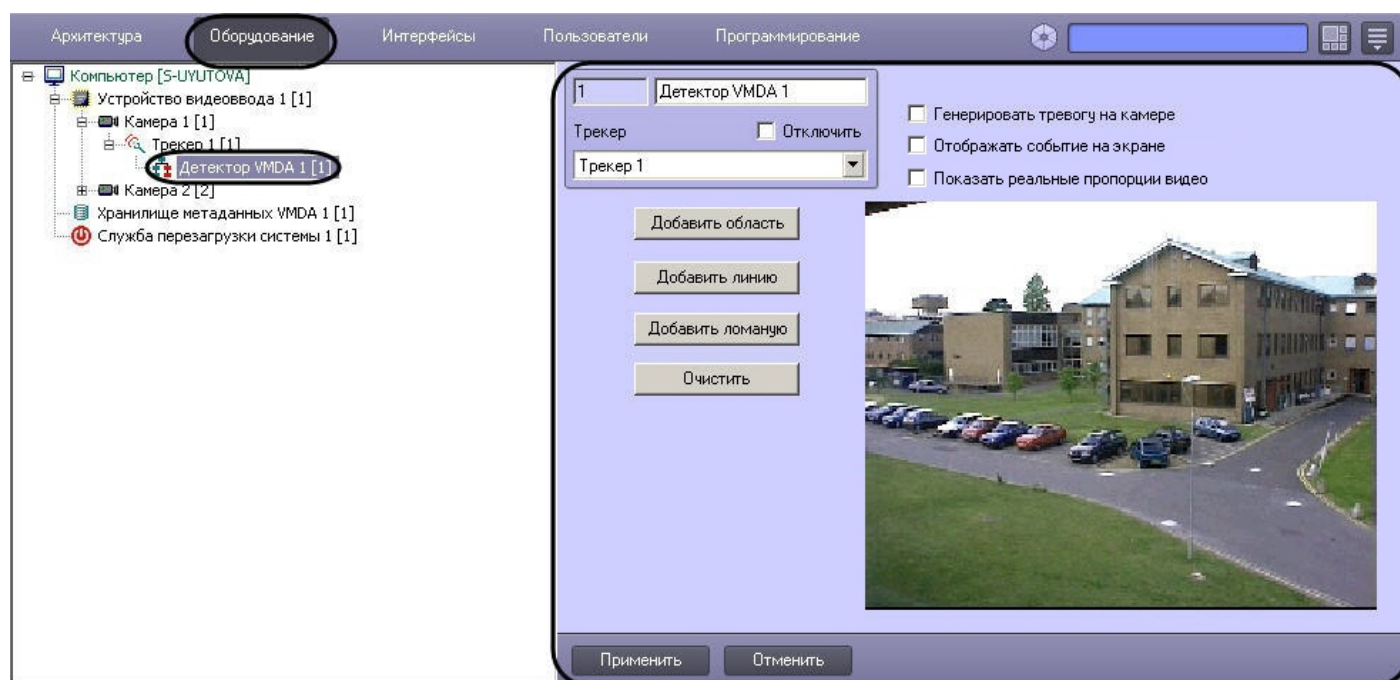 Архитектура Оборудование Интерфейсы Пользователи Программирование
Компьютер [S-UYUTOVA]
Устройство видеоввода 1 [1]
Камера 1 [1]
Трекер 1 [1]
Детектор VMDA 1 [1]
Камера 2 [2]
Хранилище метаданных VMDA 1 [1]
Служба перезагрузки системы 1 [1]
1 Детектор VMDA 1
Трекер Отключить
Трекер 1
Генерировать тревогу на камере
Отображать событие на экране
Показать реальные пропорции видео
Добавить область
Добавить линию
Добавить ломаную
Очистить
Применить Отменить